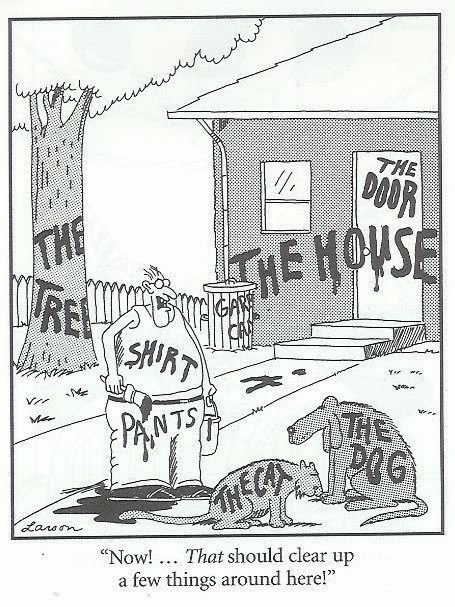 THE
DOOR
THE HOUSE
THE
TREE
GARB
CAN
SHIRT
PANTS
THE
DOG
THE CAT
Larson
"Now! ... That should clear up
a few things around here!"